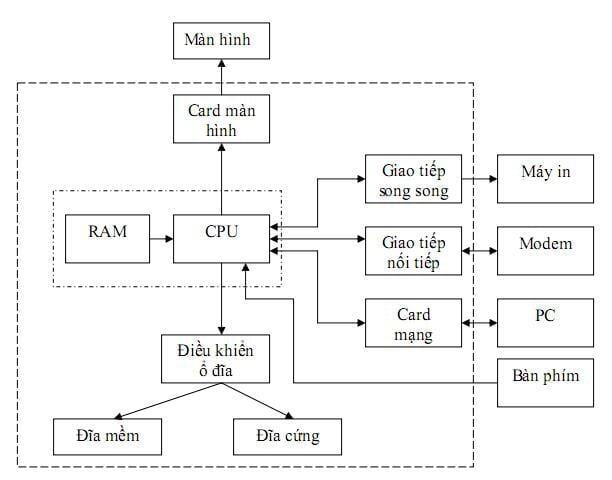 Màn hình
Card màn
hình
Giao tiếp
song song
Máy in
RAM
CPU
Giao tiếp
nối tiếp
Modem
Card
mạng
PC
Điều khiển
ổ đĩa
Bàn phím
Đĩa mềm
Đĩa cứng